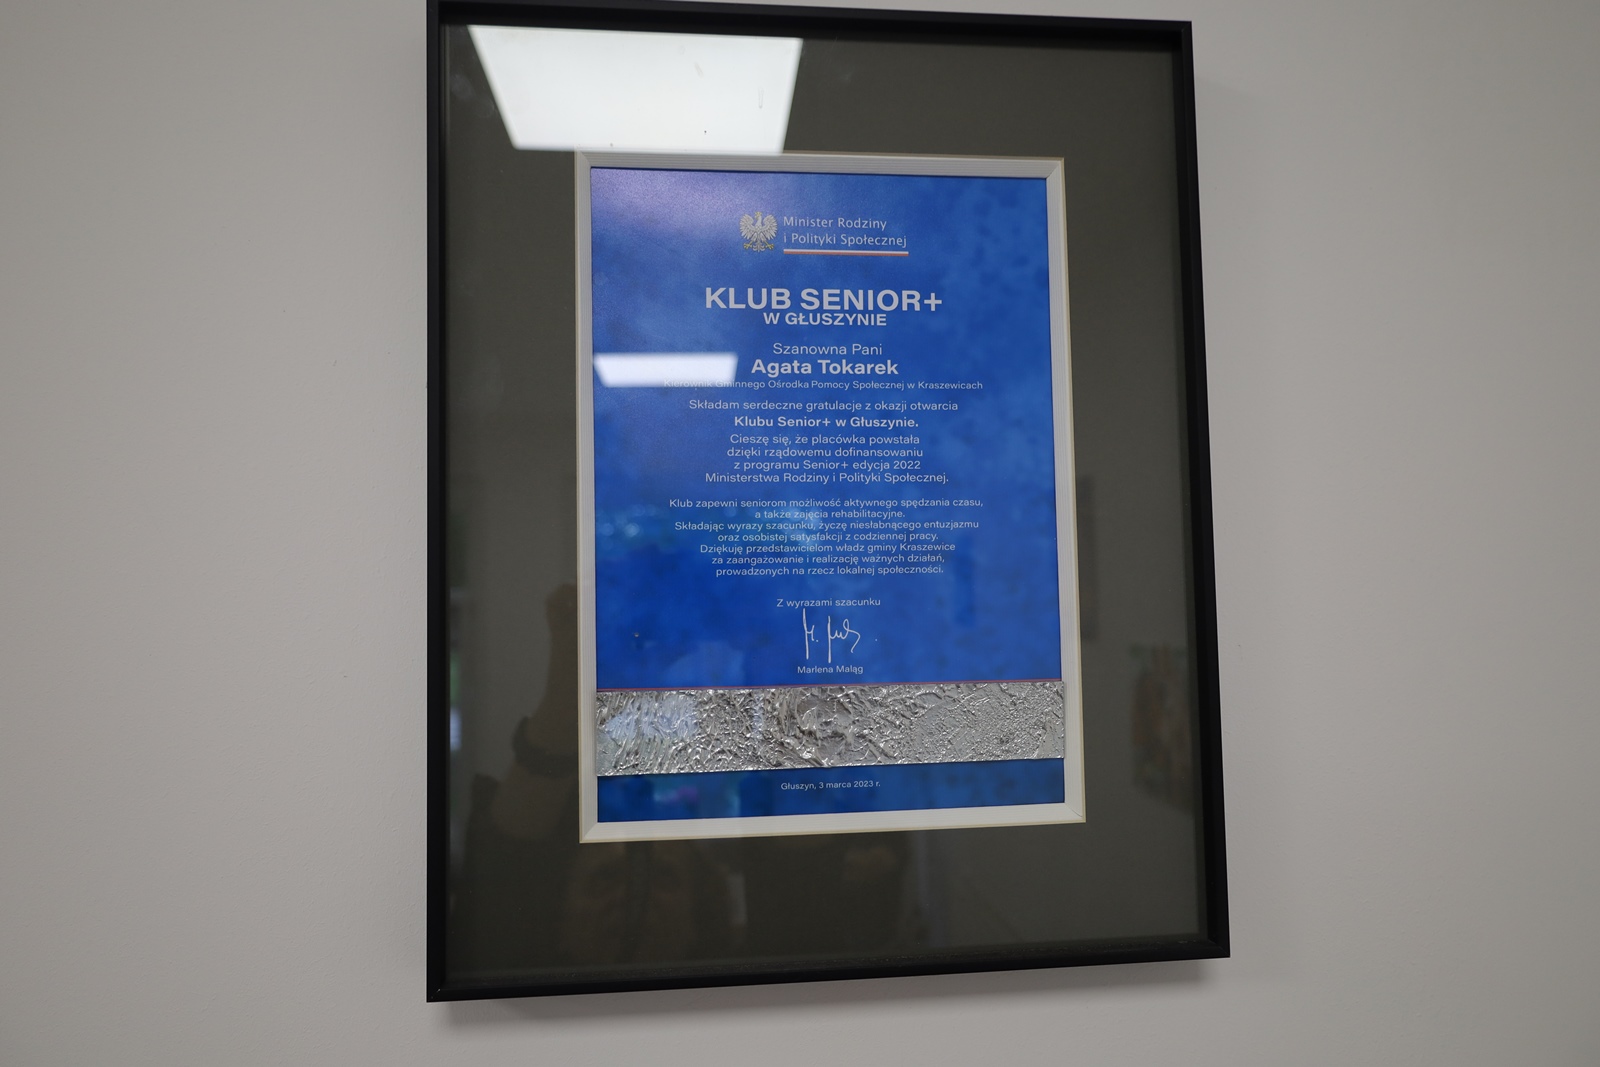 Minister Rodziny
i Polityki Społecznej
KLUB SENIOR+
W GŁUSZYNIE
Szanowna Pani
Agata Tokarek
Kierownik Gminnego Ośrodka Pomocy Społecznej w Kraszewicach
Składam serdeczne gratulacje z okazji otwarcia
Klubu Senior+ w Głuszynie.
Cieszę się, że placówka powstała
dzięki rządowemu dofinansowaniu
z programu Senior+ edycja 2022
Ministerstwa Rodziny i Polityki Społecznej.
Klub zapewni seniorom możliwość aktywnego spędzania czasu,
a także zajęcia rehabilitacyjne.
Składając wyrazy szacunku, życzę niesłabnącego entuzjazmu
oraz osobistej satysfakcji z codziennej pracy.
Dziękuję przedstawicielom władz gminy Kraszewice
za zaangażowanie i realizację ważnych działań,
prowadzonych na rzecz lokalnej społeczności.
Z wyrazami szacunku
Marlena Maląg
Głuszyn, 3 marca 2023 r.